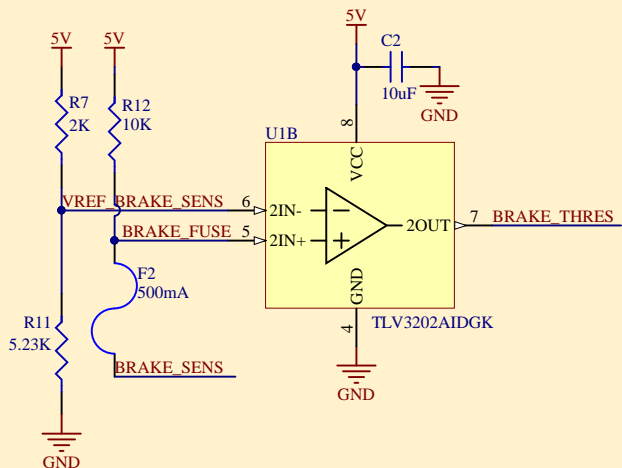 5V
5V
5V
C2
10uF
GND
R7
2K
R12
10K
U1B
8
VCC
VREF_BRAKE_SENS
6
2IN-
BRAKE_FUSE
5
2IN+
2OUT
7
BRAKE_THRES
F2
500mA
GND
4
TLV3202AIDGK
R11
5.23K
BRAKE_SENS
GND
GND